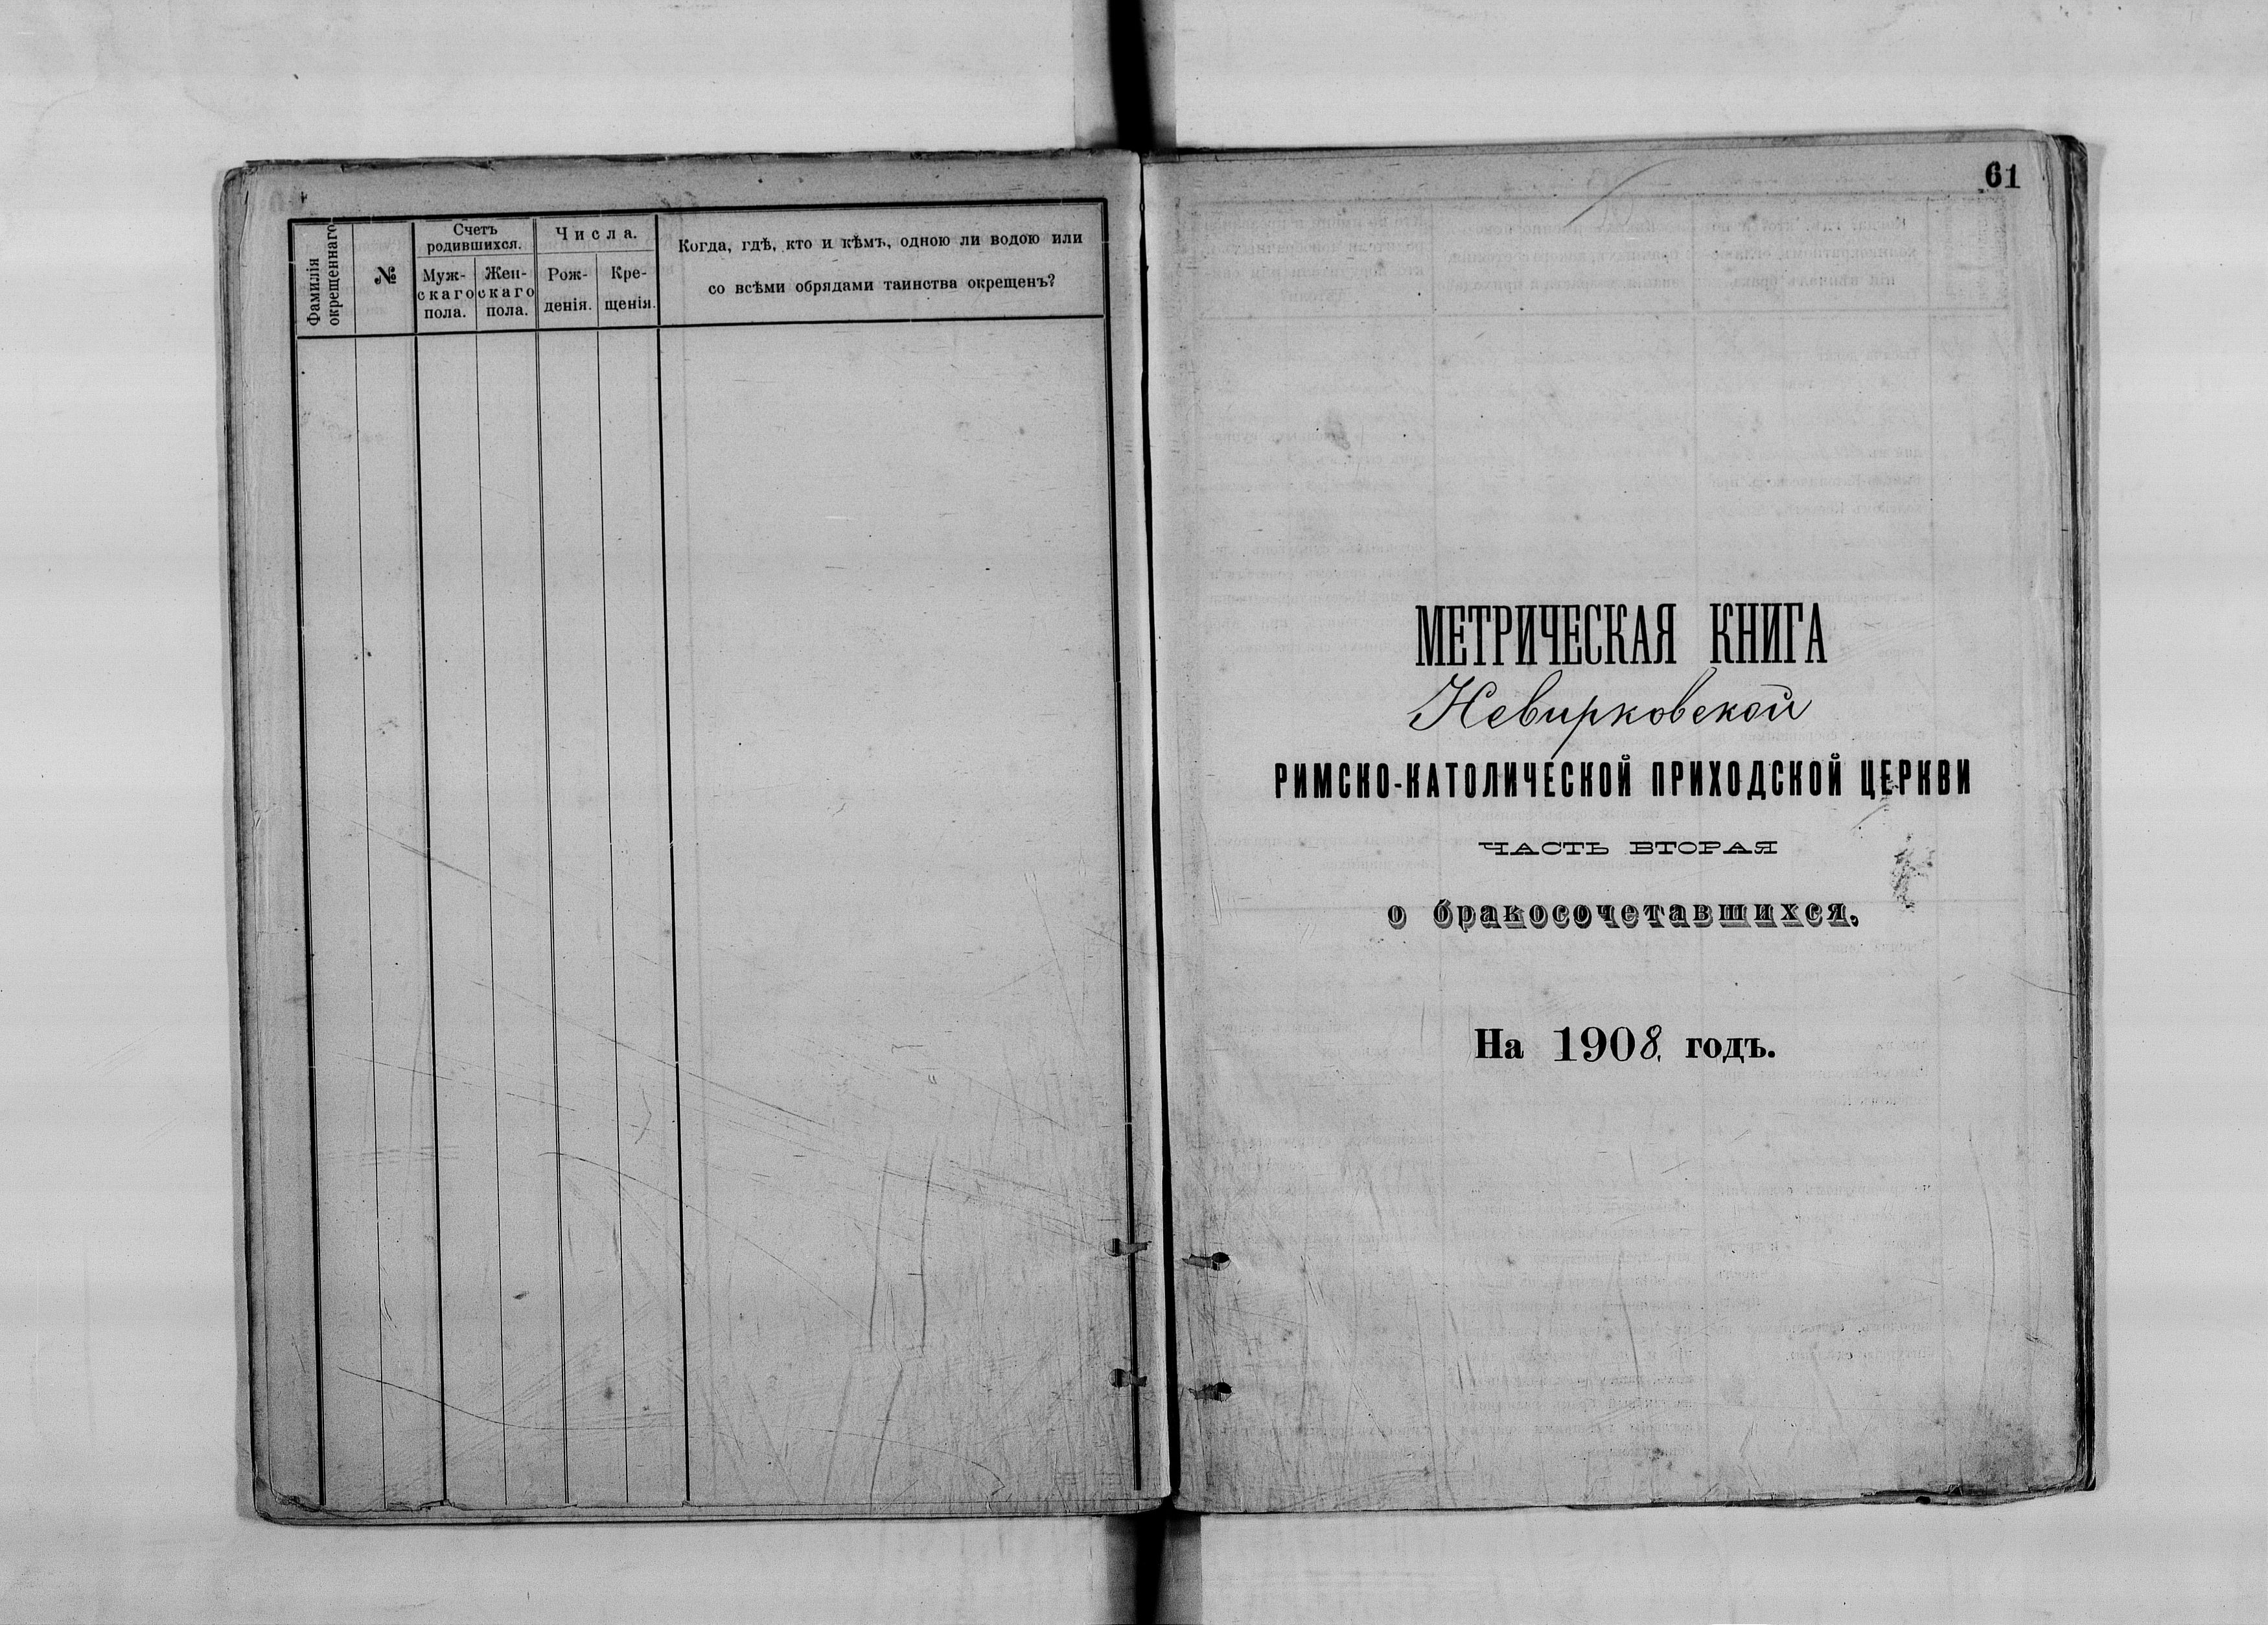 Фамилія
окрещеннаго
№
Счетъ
родившихся.
Муж-
скаго
пола.
Жен-
скаго
пола.
Числа.
Рож-
денія.
Кре-
щенія.
Когда, гдѣ, кто и кѣмъ, одною ли водою или
со всѣми обрядами таинства окрещенъ?
61
МЕТРИЧЕСКАЯ КНИГА
Невирковской
РИМСКО-КАТОЛИЧЕСКОЙ ПРИХОДСКОЙ ЦЕРКВИ
ЧАСТЬ ВТОРАЯ
о бракосочетавшихся.
На 1908. годъ.